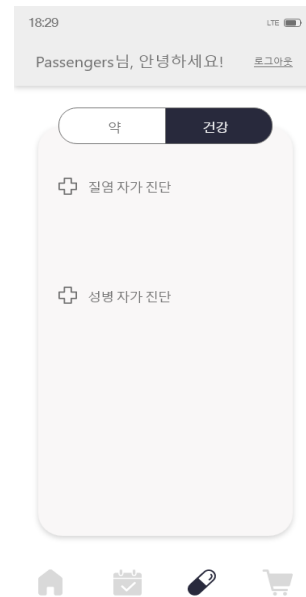 18:29 LTE
Passengers님, 안녕하세요! 로그아웃
약 건강
질염 자가 진단
성병 자가 진단